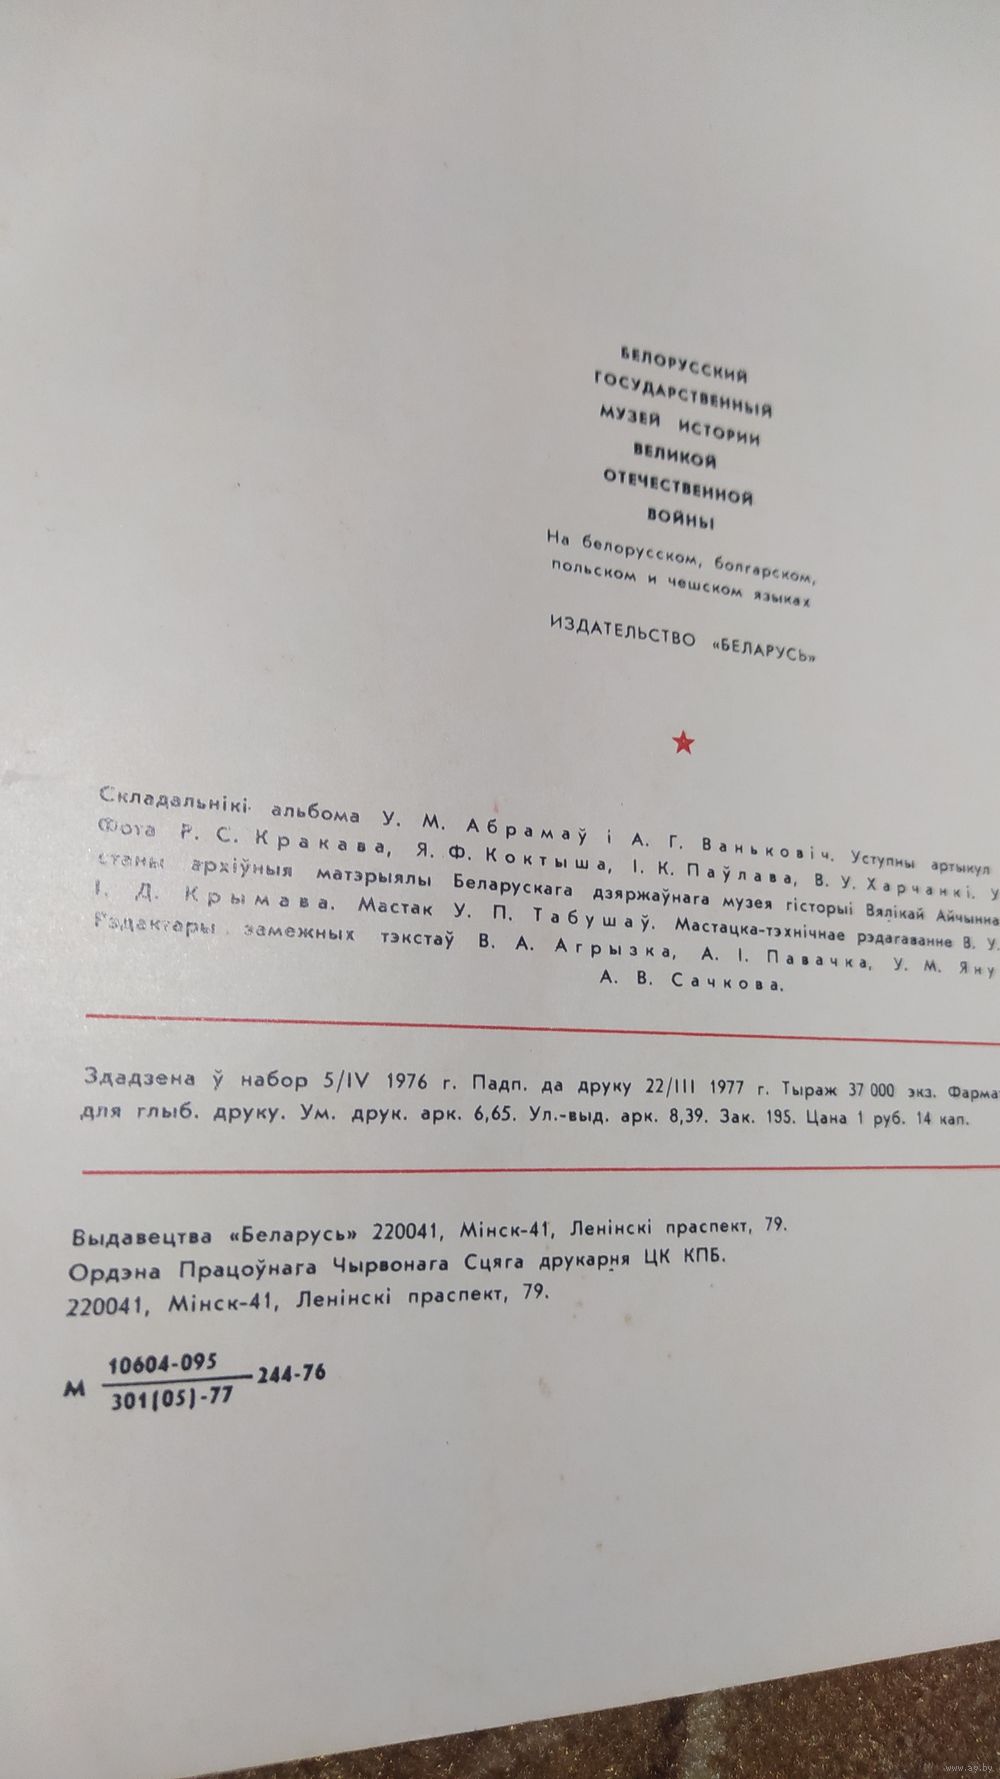 БЕЛОРУССКИЙ
ГОСУДАРСТВЕННЫЙ
МУЗЕЙ ИСТОРИИ
ВЕЛИКОЙ
ОТЕЧЕСТВЕННОЙ
ВОЙНЫ
На белорусском, болгарском,
польском и чешском языках
ИЗДАТЕЛЬСТВО «БЕЛАРУСЬ»
Складальнікі альбома У. М. Абрамаў і А. Г. Ваньковіч. Уступны артыкул
Фота Р. С. Кракава, Я. Ф. Коктыша, І. К. Паўлава, В. У. Харчанкі. У
станы архіўныя матэрыялы Беларускага дзяржаўнага музея гісторыі Вялікай Айчынна
І. Д. Крымава. Мастак У. П. Табушаў. Мастацка-тэхнічнае рэдагаванне В. У.
Рэдактары замежных тэкстаў В. А. Агрызка, А. І. Павачка, У. М. Яну
А. В. Сачкова.
Здадзена ў набор 5/IV 1976 г. Падп. да друку 22/III 1977 г. Тыраж 37 000 экз. Фарма
для глыб. друку. Ум. друк. арк. 6,65. Ул.-выд. арк. 8,39. Зак. 195. Цана 1 руб. 14 кап.
Выдавецтва «Беларусь» 220041, Мінск-41, Ленінскі праспект, 79.
Ордэна Працоўнага Чырвонага Сцяга друкарня ЦК КПБ.
220041, Мінск-41, Ленінскі праспект, 79.
10604-095
М 301(05)-77 244-76
www.ay.by